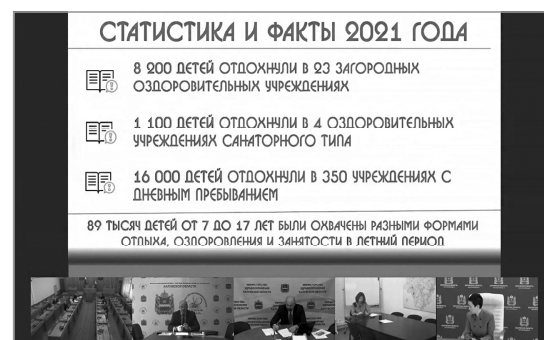 СТАТИСТИКА И ФАКТЫ 2021 ГОДА
8 200 ДЕТЕЙ ОТДОХНУЛИ В 23 ЗАГОРОДНЫХ
ОЗДОРОВИТЕЛЬНЫХ УЧРЕЖДЕНИЯХ
1 100 ДЕТЕЙ ОТДОХНУЛИ В 4 ОЗДОРОВИТЕЛЬНЫХ
УЧРЕЖДЕНИЯХ САНАТОРНОГО ТИПА
16 000 ДЕТЕЙ ОТДОХНУЛИ В 350 УЧРЕЖДЕНИЯХ С
ДНЕВНЫМ ПРЕБЫВАНИЕМ
89 ТЫСЯЧ ДЕТЕЙ ОТ 7 ДО 17 ЛЕТ БЫЛИ ОХВАЧЕНЫ РАЗНЫМИ ФОРМАМИ
ОТДЫХА, ОЗДОРОВЛЕНИЯ И ЗАНЯТОСТИ В ЛЕТНИЙ ПЕРИОД